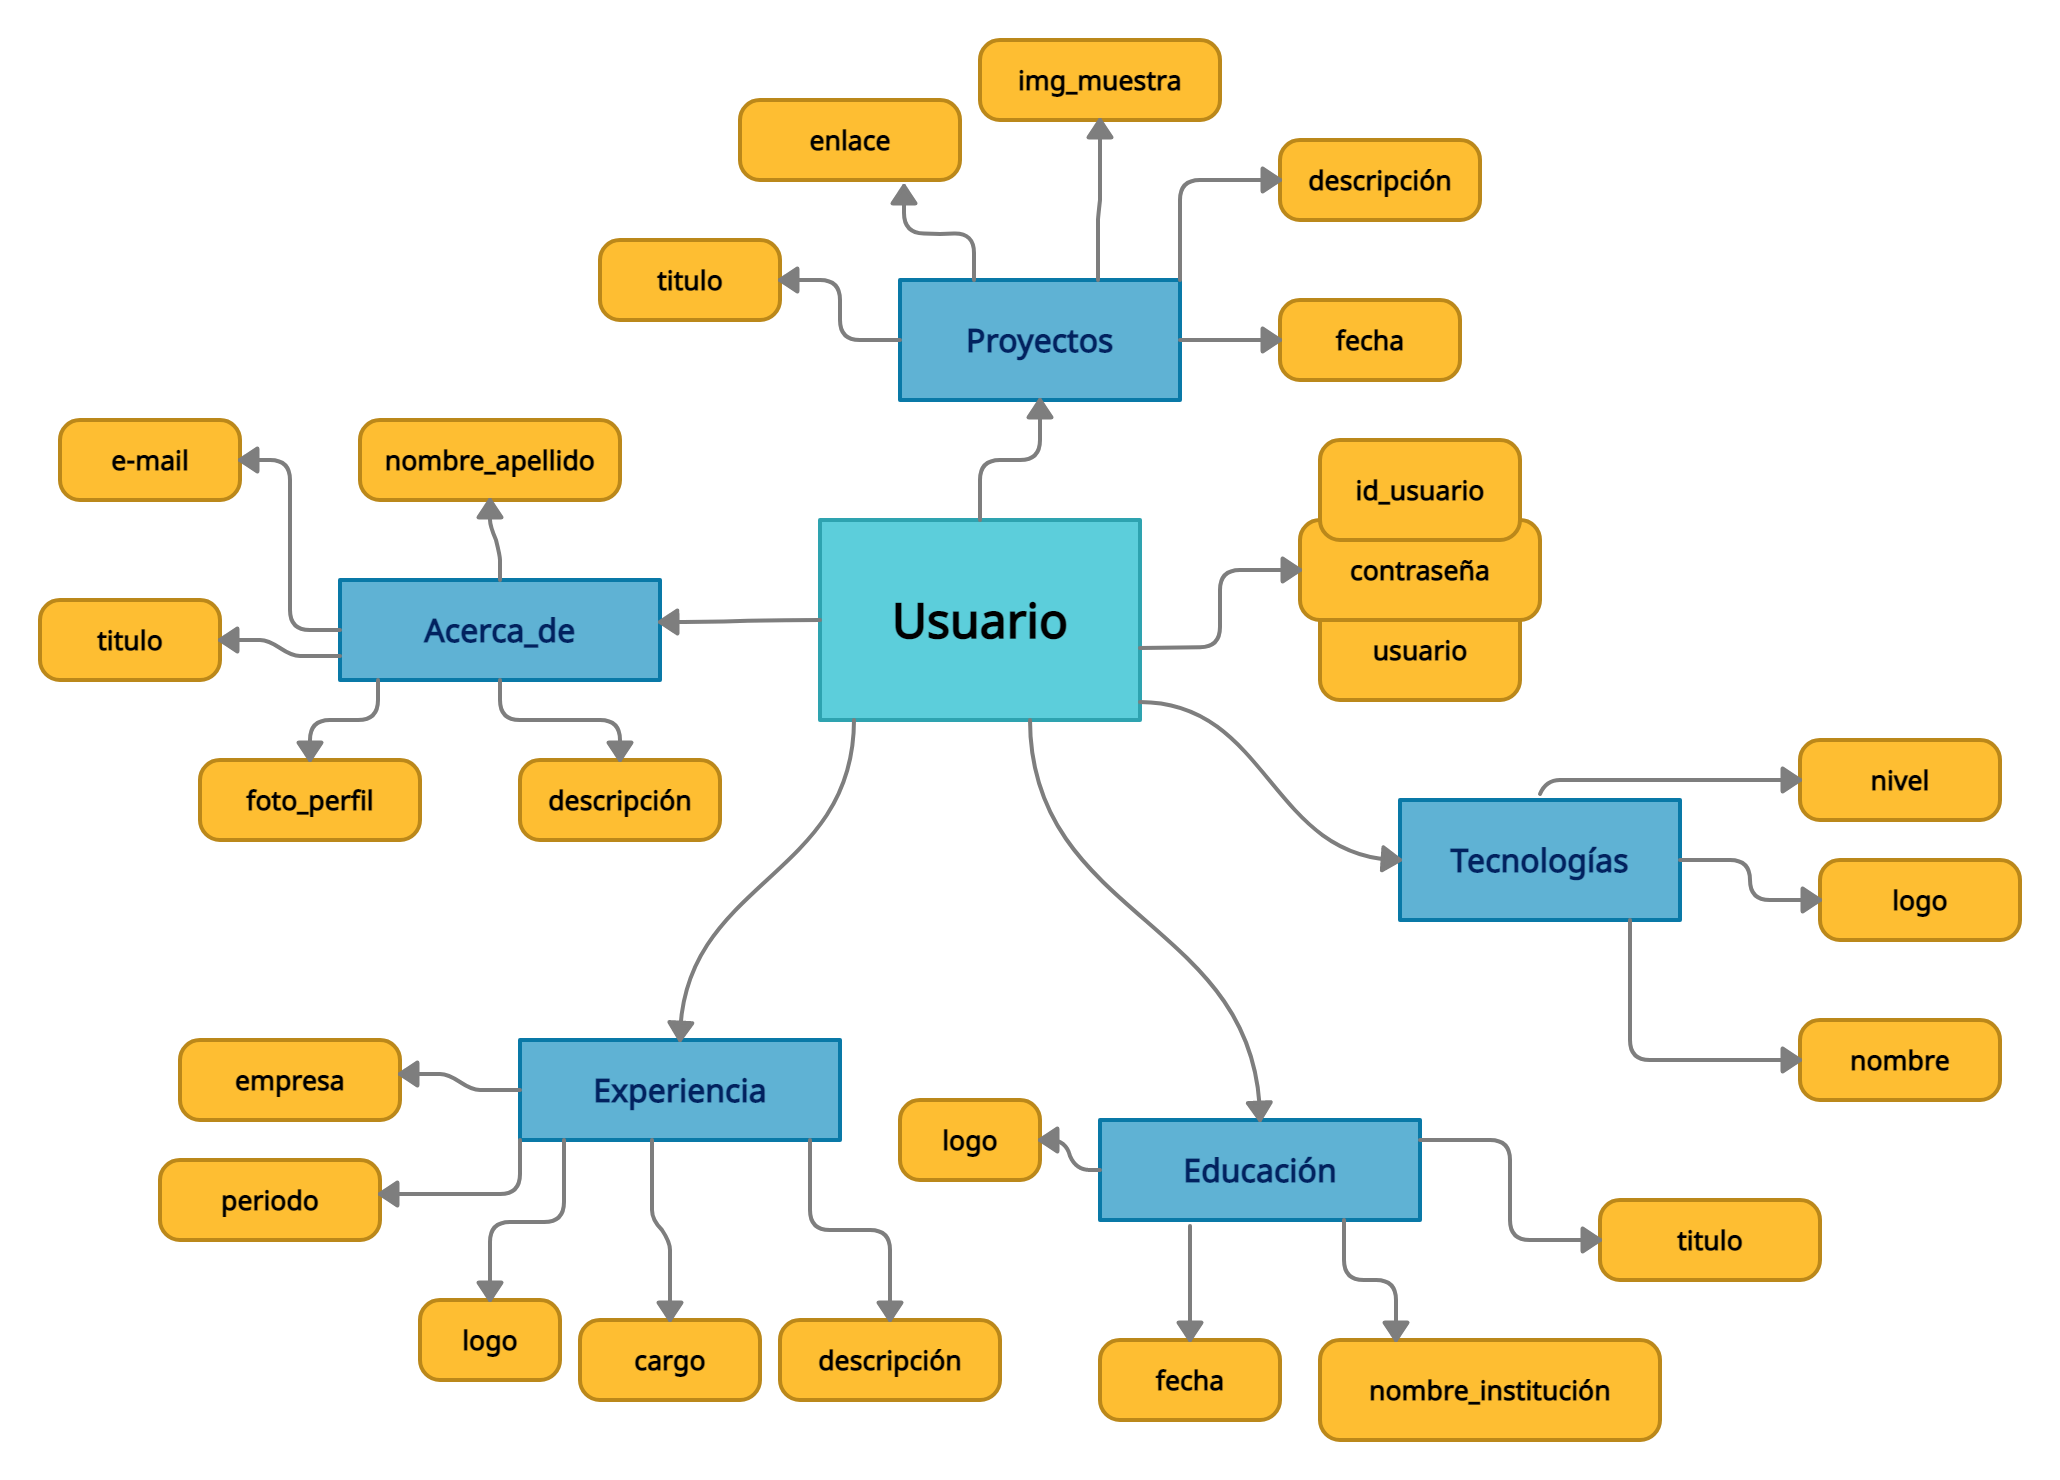 img_muestra
enlace
descripción
titulo
Proyectos
fecha
e-mail
nombre_apellido
id_usuario
contraseña
usuario
Usuario
Acerca_de
titulo
foto_perfil
descripción
nivel
Tecnologías
logo
nombre
empresa
Experiencia
periodo
logo
cargo
descripción
logo
Educación
titulo
fecha
nombre_institución